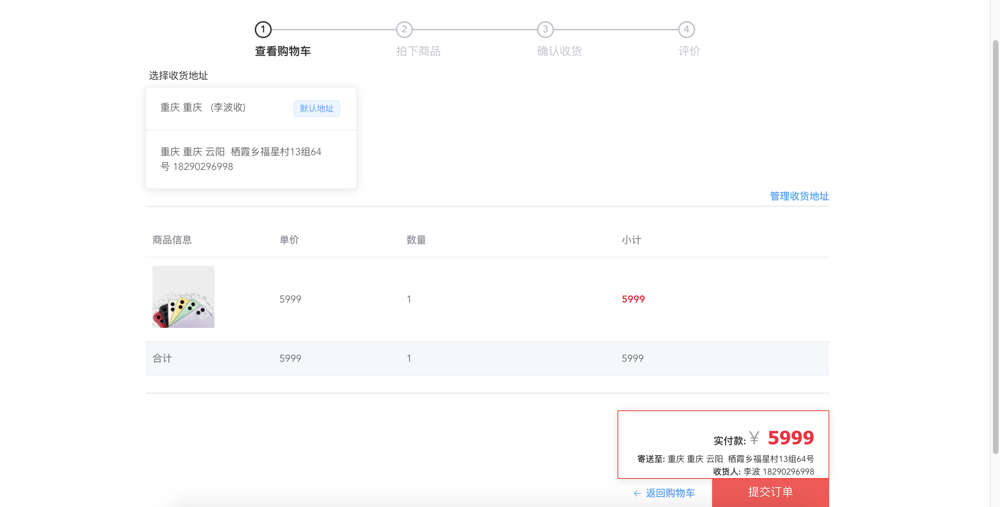 1
2
3
4
查看购物车
拍下商品
确认收货
评价
选择收货地址
重庆 重庆 (李波收)
默认地址
重庆 重庆 云阳 栖霞乡福星村13组64
号 18290296998
管理收货地址
商品信息 单价 数量 小计
5999 1 5999
合计 5999 1 5999
实付款: ¥ 5999
寄送至: 重庆 重庆 云阳 栖霞乡福星村13组64号
收货人: 李波 18290296998
← 返回购物车
提交订单